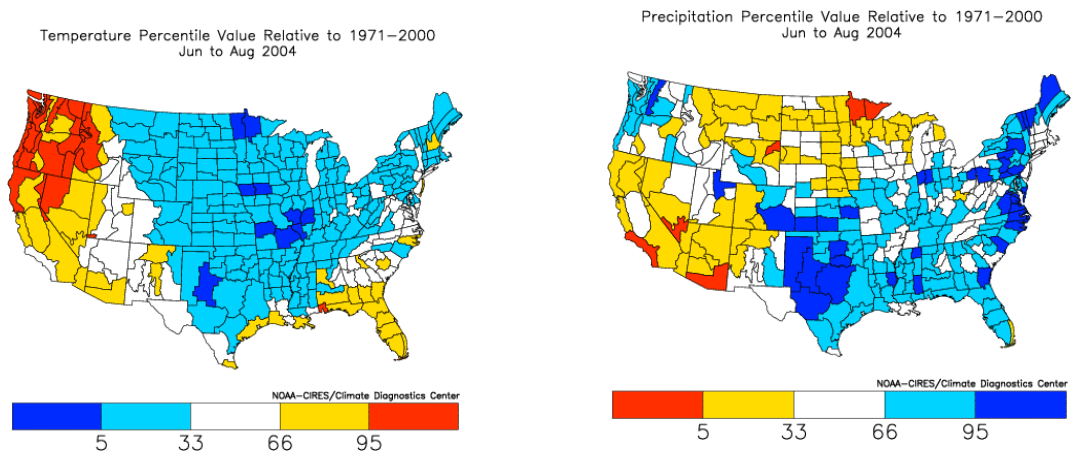 Temperature Percentile Value Relative to 1971−2000
Jun to Aug 2004
NOAA−CIRES/Climate Diagnostics Center
5 33 66 95
Precipitation Percentile Value Relative to 1971−2000
Jun to Aug 2004
NOAA−CIRES/Climate Diagnostics Center
5 33 66 95